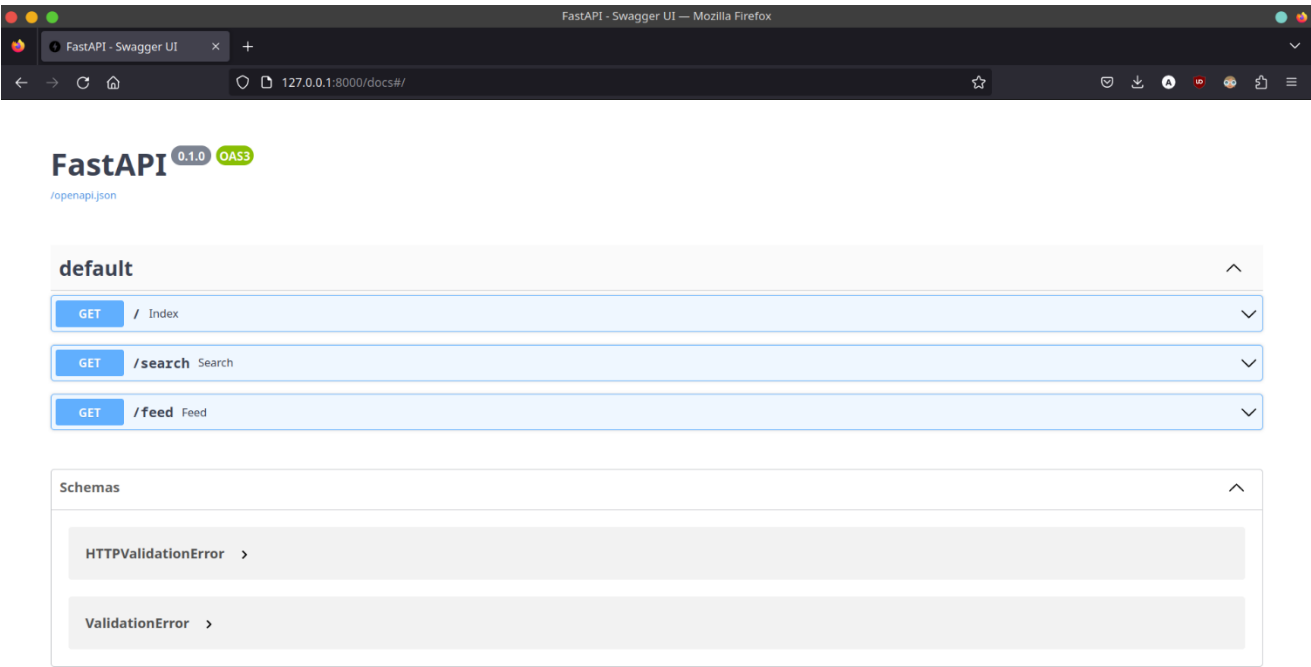 FastAPI - Swagger UI — Mozilla Firefox
FastAPI - Swagger UI
127.0.0.1:8000/docs#/
FastAPI 0.1.0 OAS3
/openapi.json
default
GET / Index
GET /search Search
GET /feed Feed
Schemas
HTTPValidationError
ValidationError